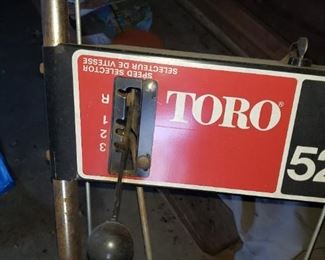 SPEED SELECTOR
SELECTEUR DE VITESSE
R
1
2
3
TORO®
52